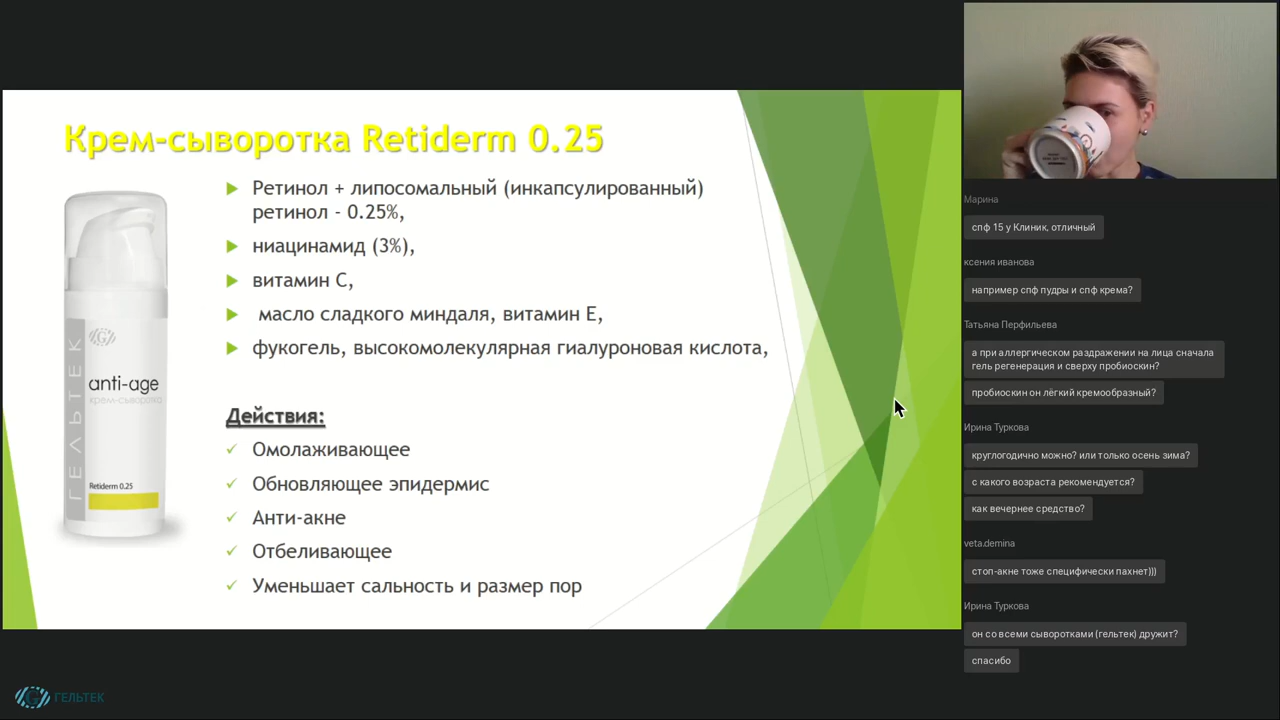 Крем-сыворотка Retiderm 0.25
Ретинол + липосомальный (инкапсулированный)
ретинол - 0.25%,
ниацинамид (3%),
витамин С,
масло сладкого миндаля, витамин Е,
фукогель, высокомолекулярная гиалуроновая кислота,
Действия:
Омолаживающее
Обновляющее эпидермис
Анти-акне
Отбеливающее
Уменьшает сальность и размер пор
ГЕЛЬТЕК
anti-age
крем-сыворотка
Retiderm 0.25
Марина
спф 15 у Клиник, отличный
ксения иванова
например спф пудры и спф крема?
Татьяна Перфильева
а при аллергическом раздражении на лица сначала
гель регенерация и сверху пробиоскин?
пробиоскин он лёгкий кремообразный?
Ирина Туркова
круглогодично можно? или только осень зима?
с какого возраста рекомендуется?
как вечернее средство?
veta.demina
стоп-акне тоже специфически пахнет)))
Ирина Туркова
он со всеми сыворотками (гельтек) дружит?
спасибо
ГЕЛЬТЕК